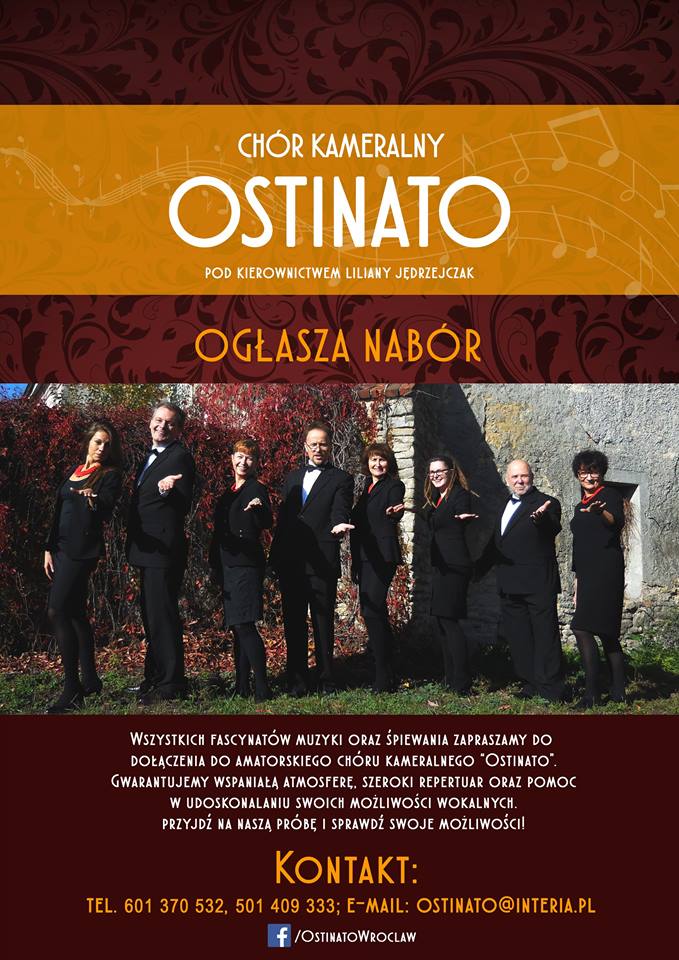 CHÓR KAMERALNY
OSTINATO
POD KIEROWNICTWEM LILIANY JĘDRZEJCZAK
OGŁASZA NABÓR
WSZYSTKICH FASCYNATÓW MUZYKI ORAZ ŚPIEWANIA ZAPRASZAMY DO
DOŁĄCZENIA DO AMATORSKIEGO CHÓRU KAMERALNEGO "OSTINATO".
GWARANTUJEMY WSPANIAŁĄ ATMOSFERĘ, SZEROKI REPERTUAR ORAZ POMOC
W UDOSKONALANIU SWOICH MOŻLIWOŚCI WOKALNYCH.
PRZYJDŹ NA NASZĄ PRÓBĘ I SPRAWDŹ SWOJE MOŻLIWOŚCI!
KONTAKT:
TEL. 601 370 532, 501 409 333; E-MAIL: OSTINATO@INTERIA.PL
f /OSTINATOWROCLAW